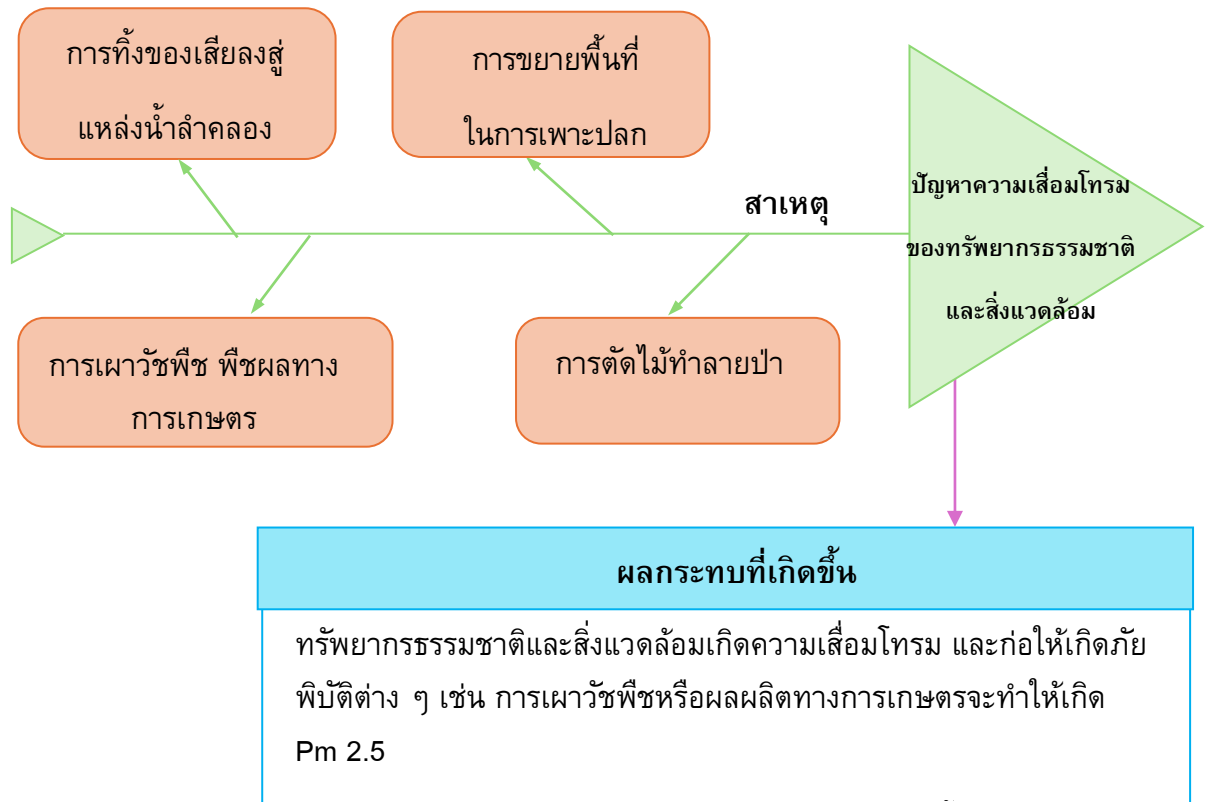 การทิ้งของเสียลงสู่
แหล่งน้ำลำคลอง
การขยายพื้นที่
ในการเพาะปลก
สาเหตุ
ปัญหาความเสื่อมโทรม
ของทรัพยากรธรรมชาติ
และสิ่งแวดล้อม
การเผาวัชพืช พืชผลทาง
การเกษตร
การตัดไม้ทำลายป่า
ผลกระทบที่เกิดขึ้น
ทรัพยากรธรรมชาติและสิ่งแวดล้อมเกิดความเสื่อมโทรม และก่อให้เกิดภัย
พิบัติต่าง ๆ เช่น การเผาวัชพืชหรือผลผลิตทางการเกษตรจะทำให้เกิด
Pm 2.5